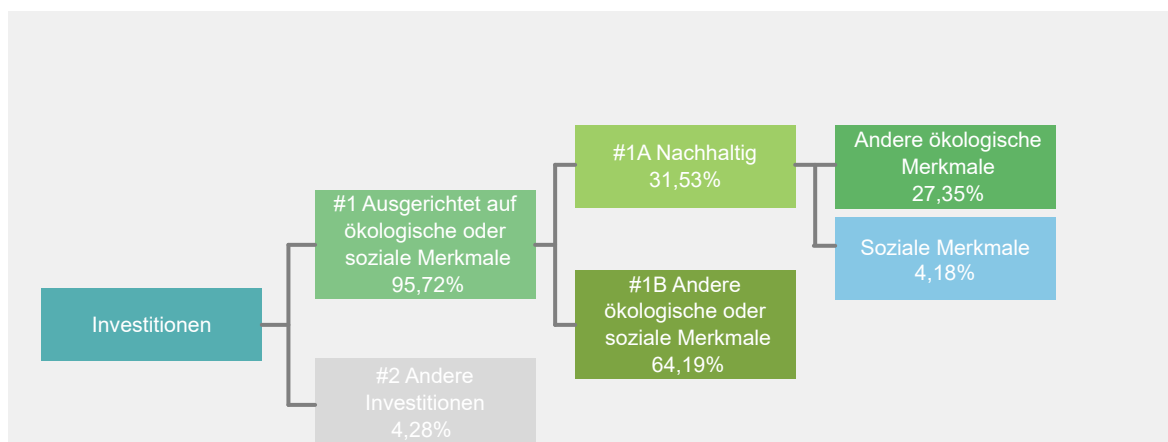 Investitionen
#1 Ausgerichtet auf
ökologische oder
soziale Merkmale
95,72%
#2 Andere
Investitionen
4,28%
#1A Nachhaltig
31,53%
#1B Andere
ökologische oder
soziale Merkmale
64,19%
Andere ökologische
Merkmale
27,35%
Soziale Merkmale
4,18%